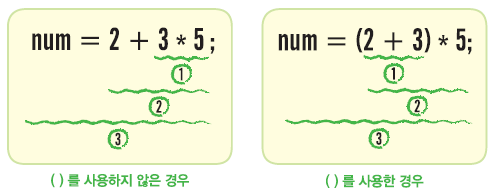 num = 2 + 3 * 5;
1
2
3
( ) 를 사용하지 않은 경우
num = (2 + 3) * 5;
1
2
3
( ) 를 사용한 경우